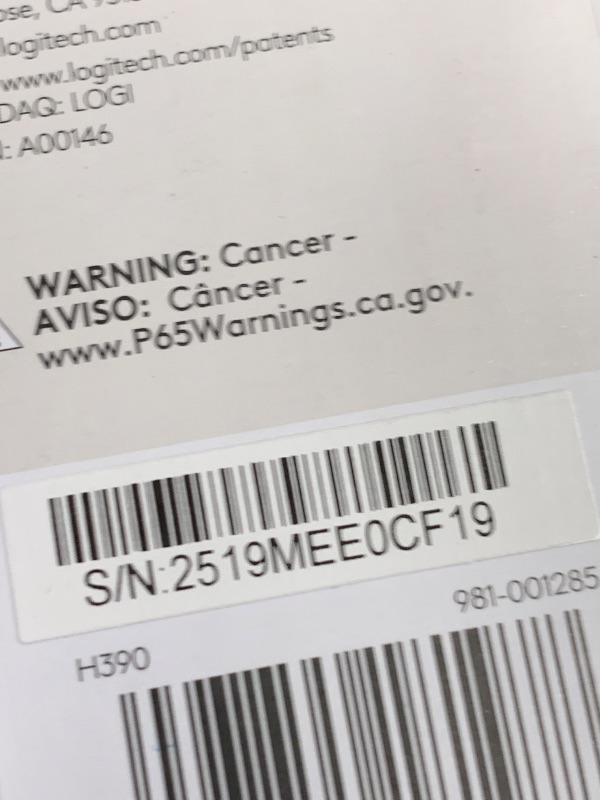 CA
logitech.com
www.logitech.com/patents
DAQ: LOGI
: A00146
WARNING: Cancer -
AVISO: Câncer -
www.P65Warnings.ca.gov.
S/N:2519MEE0CF19
H390
981-001285